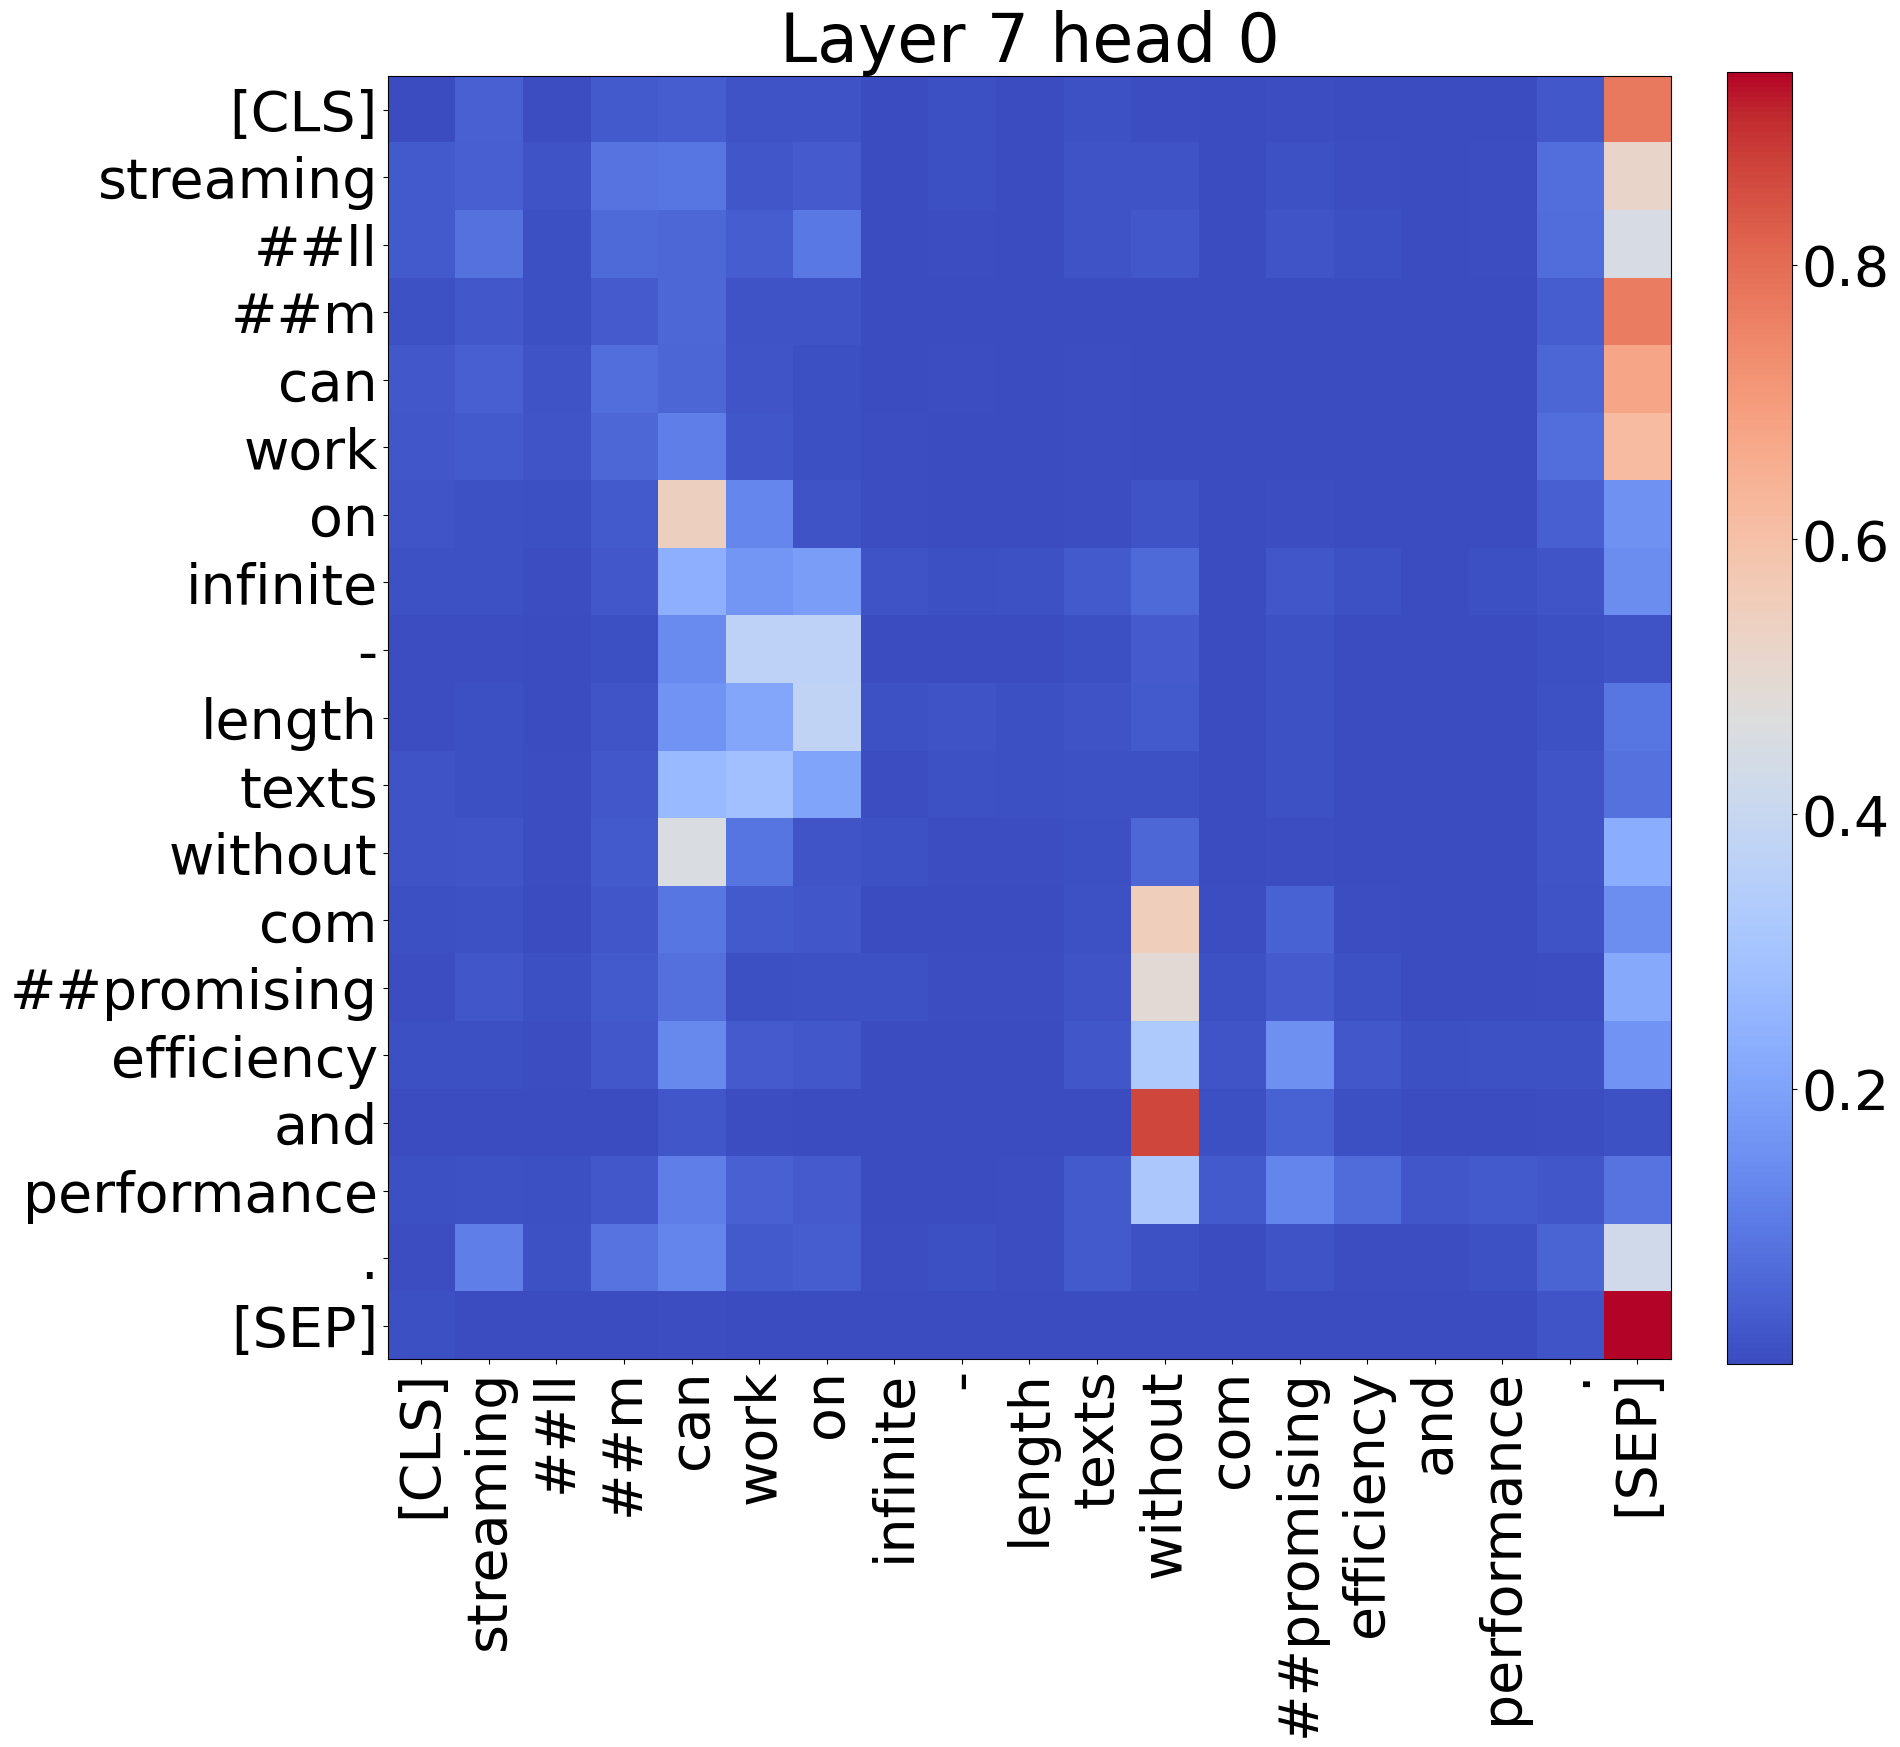 Layer 7 head 0
[CLS]
streaming
##ll
##m
can
work
on
infinite
-
length
texts
without
com
##promising
efficiency
and
performance
.
[SEP]
[CLS]
streaming
##ll
##m
can
work
on
infinite
-
length
texts
without
com
##promising
efficiency
and
performance
.
[SEP]
0.8
0.6
0.4
0.2